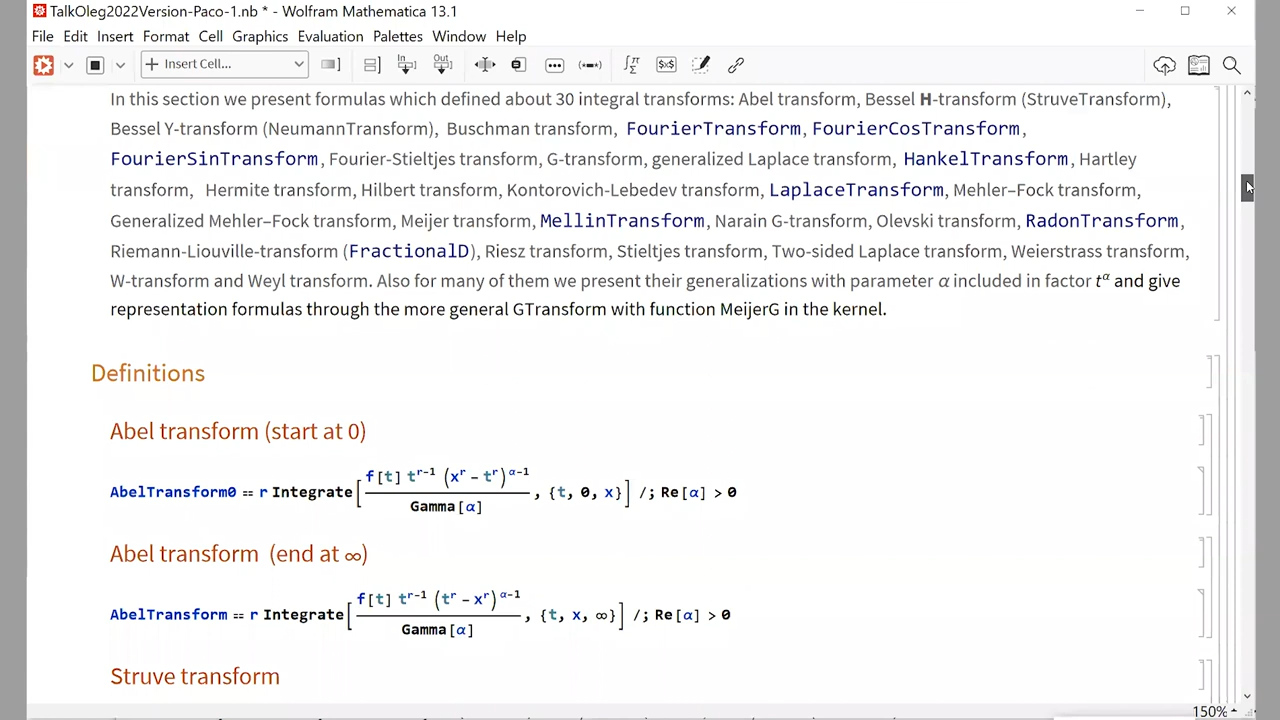 TalkOleg2022Version-Paco-1.nb * - Wolfram Mathematica 13.1
File Edit Insert Format Cell Graphics Evaluation Palettes Window Help
+ Insert Cell... In Out $x$
In this section we present formulas which defined about 30 integral transforms: Abel transform, Bessel H-transform (StruveTransform),
Bessel Y-transform (NeumannTransform), Buschman transform, FourierTransform, FourierCosTransform,
FourierSinTransform, Fourier-Stieltjes transform, G-transform, generalized Laplace transform, HankelTransform, Hartley
transform, Hermite transform, Hilbert transform, Kontorovich-Lebedev transform, LaplaceTransform, Mehler–Fock transform,
Generalized Mehler–Fock transform, Meijer transform, MellinTransform, Narain G-transform, Olevski transform, RadonTransform,
Riemann-Liouville-transform (FractionalD), Riesz transform, Stieltjes transform, Two-sided Laplace transform, Weierstrass transform,
W-transform and Weyl transform. Also for many of them we present their generalizations with parameter α included in factor t^α and give
representation formulas through the more general GTransform with function MeijerG in the kernel.
Definitions
Abel transform (start at 0)
AbelTransform0 == r Integrate[f[t] t^(r-1) (x^r - t^r)^(α-1) / Gamma[α], {t, 0, x}] /; Re[α] > 0
Abel transform (end at ∞)
AbelTransform == r Integrate[f[t] t^(r-1) (t^r - x^r)^(α-1) / Gamma[α], {t, x, ∞}] /; Re[α] > 0
Struve transform
150%